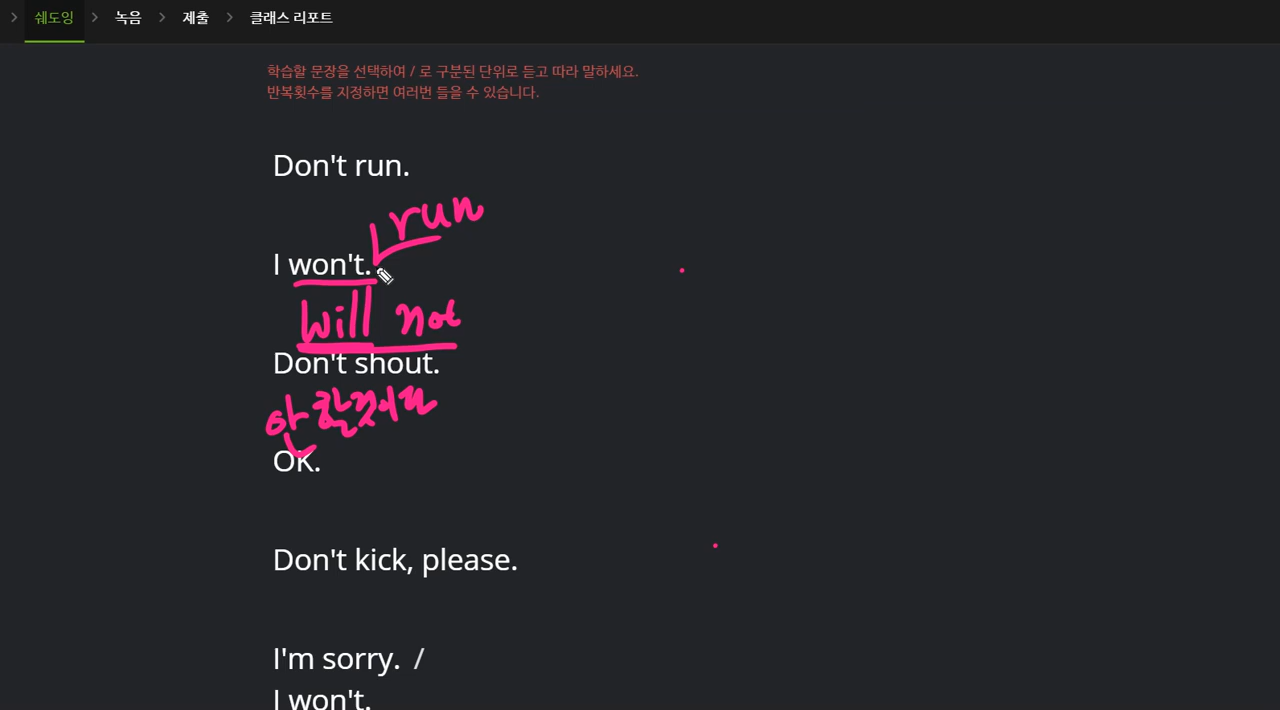 쉐도잉 녹음 제출 클래스 리포트
학습할 문장을 선택하여 / 로 구분된 단위로 듣고 따라 말하세요.
반복횟수를 지정하면 여러번 들을 수 있습니다.
Don't run.
run
I won't.
will not
Don't shout.
안 할것이다
OK.
Don't kick, please.
I'm sorry. /
I won't.